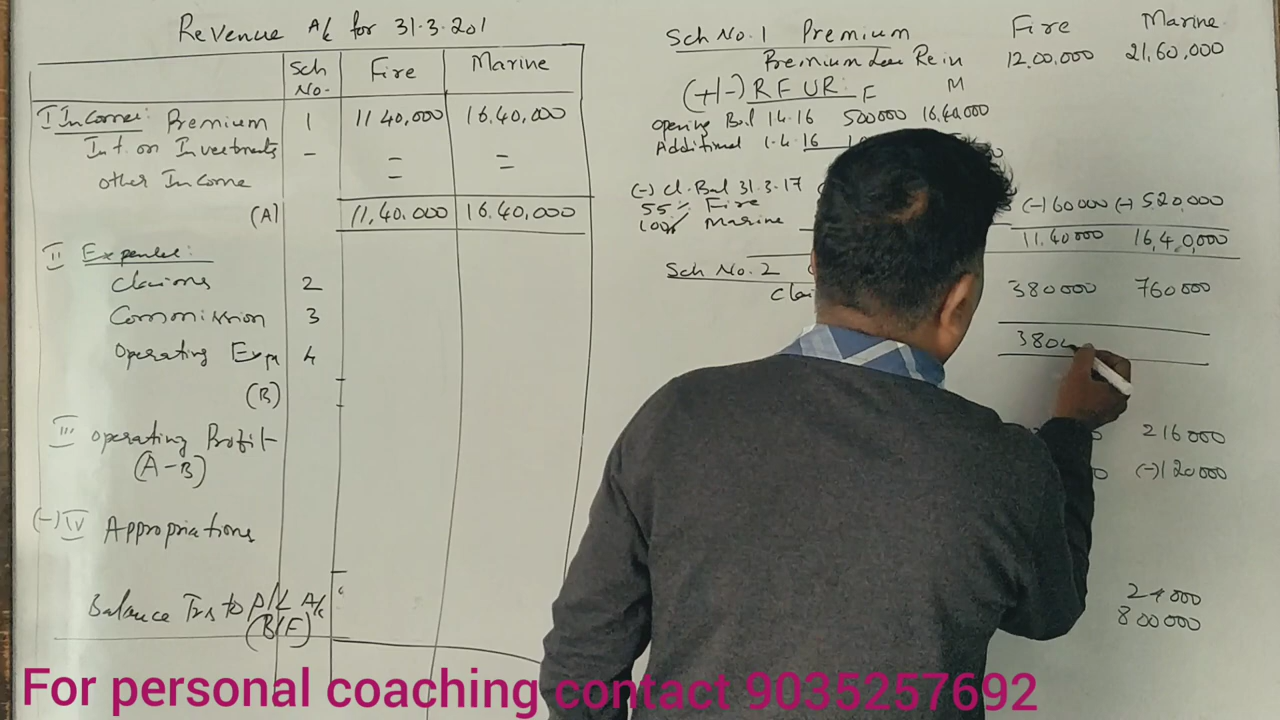 Revenue A/c for 31.3.201
Sch No. Fire Marine
I Income: Premium 1 11,40,000 16,40,000
Int. on Investments - =
other Income = =
(A) 11,40,000 16,40,000
II Expenses:
Claims 2
Commission 3
Operating Expn 4
(B)
III Operating Profit
(A-B)
(-) IV Appropriations
Balance Trs to P/L A/c
(B/F)
Fire Marine
Sch No. 1 Premium
Premium Less Rein 12,00,000 21,60,000
(+/-) RFUR: F M
Opening Bal 1.4.16 500000 16,40,000
Additional 1.4.16
(-) Cl. Bal 31.3.17
55% Fire (-) 60000 (-) 520,000
100% Marine
11,40000 16,40,000
Sch No. 2
380000 760000
380
216000
(-) 120000
24000
800000
For personal coaching contact 9035257692